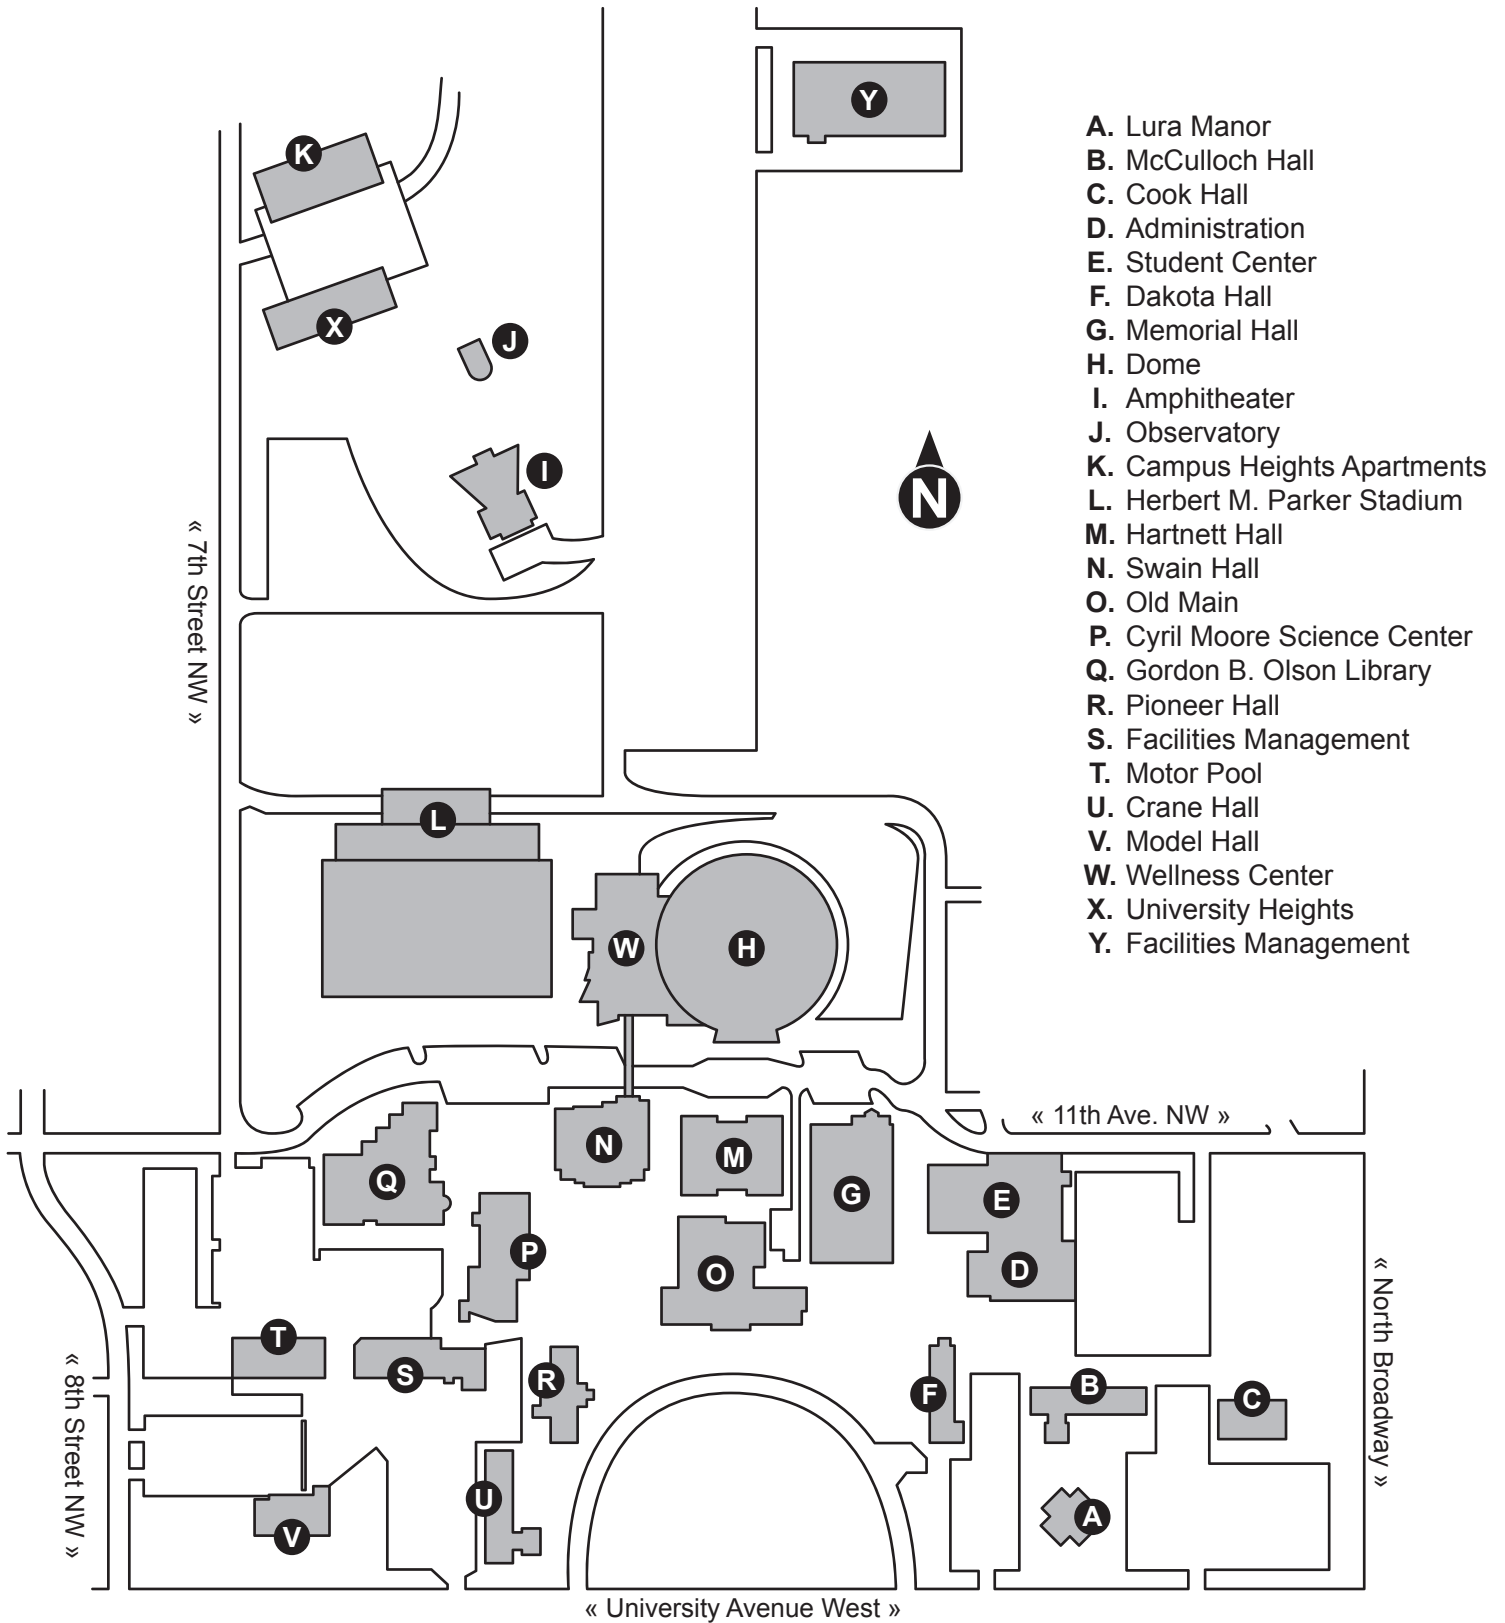 Y
K
X
J
I
N
A. Lura Manor
B. McCulloch Hall
C. Cook Hall
D. Administration
E. Student Center
F. Dakota Hall
G. Memorial Hall
H. Dome
I. Amphitheater
J. Observatory
K. Campus Heights Apartments
L. Herbert M. Parker Stadium
M. Hartnett Hall
N. Swain Hall
O. Old Main
P. Cyril Moore Science Center
Q. Gordon B. Olson Library
R. Pioneer Hall
S. Facilities Management
T. Motor Pool
U. Crane Hall
V. Model Hall
W. Wellness Center
X. University Heights
Y. Facilities Management
« 7th Street NW »
L
W
H
« 11th Ave. NW »
N
M
Q
G
E
P
O
D
« North Broadway »
T
S
R
F
B
C
« 8th Street NW »
U
V
A
« University Avenue West »